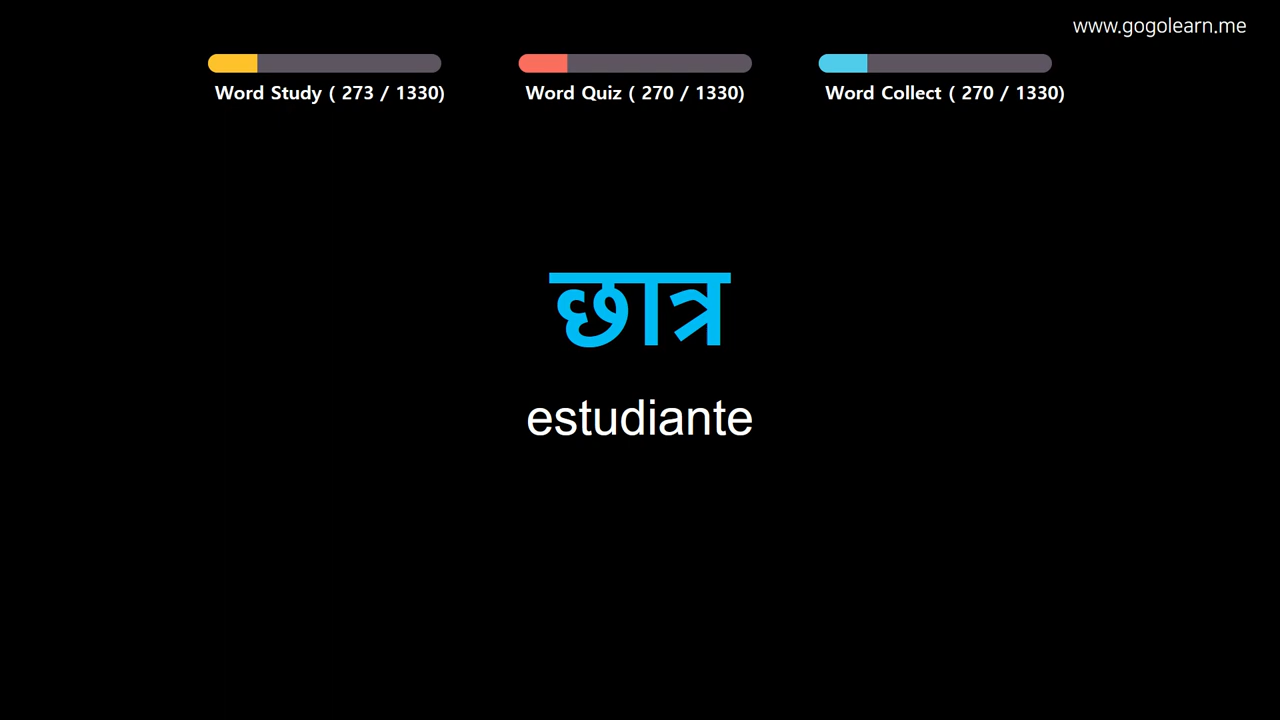 www.gogolearn.me
Word Study ( 273 / 1330)
Word Quiz ( 270 / 1330)
Word Collect ( 270 / 1330)
छात्र
estudiante